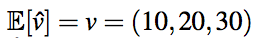 𝔼[v̂] = v = (10, 20, 30)